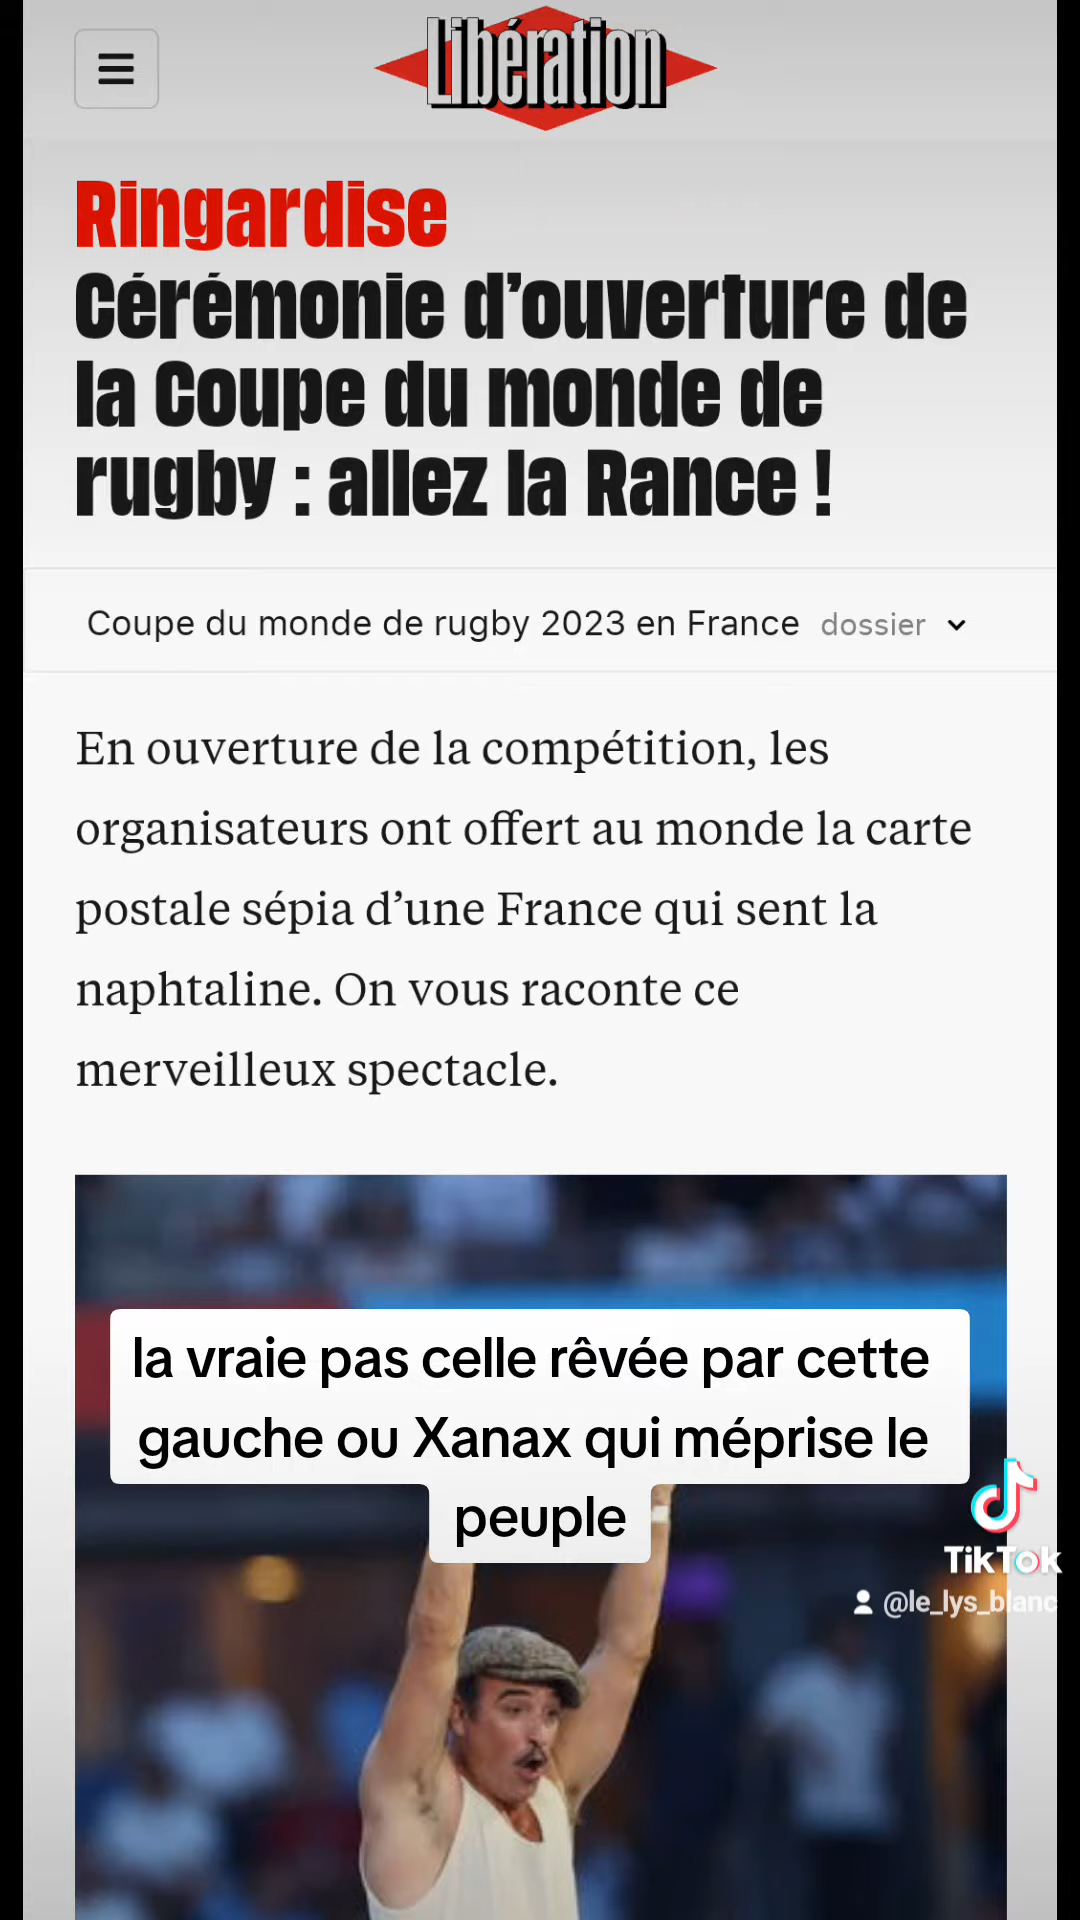 Libération
Ringardise
Cérémonie d’ouverture de
la Coupe du monde de
rugby : allez la Rance !
Coupe du monde de rugby 2023 en France dossier
En ouverture de la compétition, les
organisateurs ont offert au monde la carte
postale sépia d’une France qui sent la
naphtaline. On vous raconte ce
merveilleux spectacle.
la vraie pas celle rêvée par cette
gauche ou Xanax qui méprise le
peuple
TikTok
@le_lys_blanc